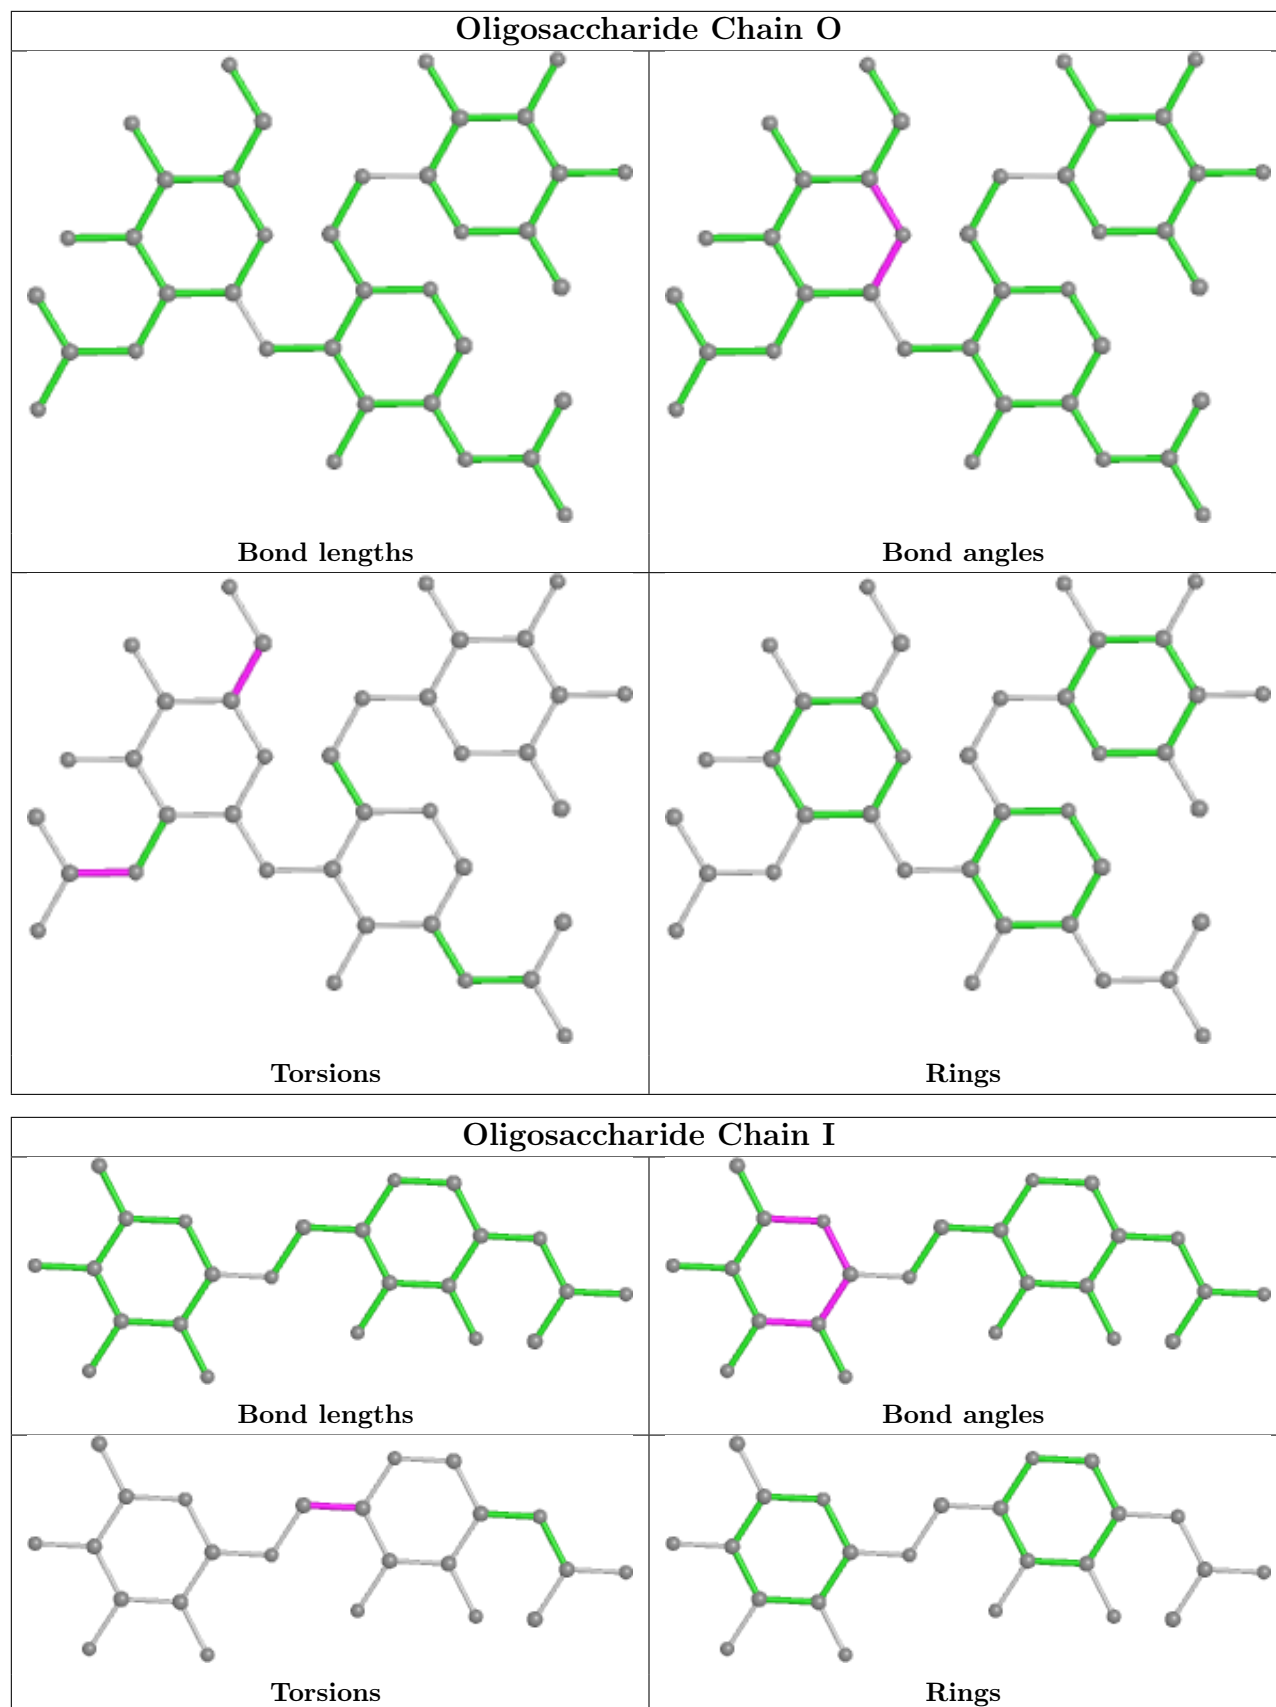 Oligosaccharide Chain O
Bond lengths
Bond angles
Torsions
Rings
Oligosaccharide Chain I
Bond lengths
Bond angles
Torsions
Rings